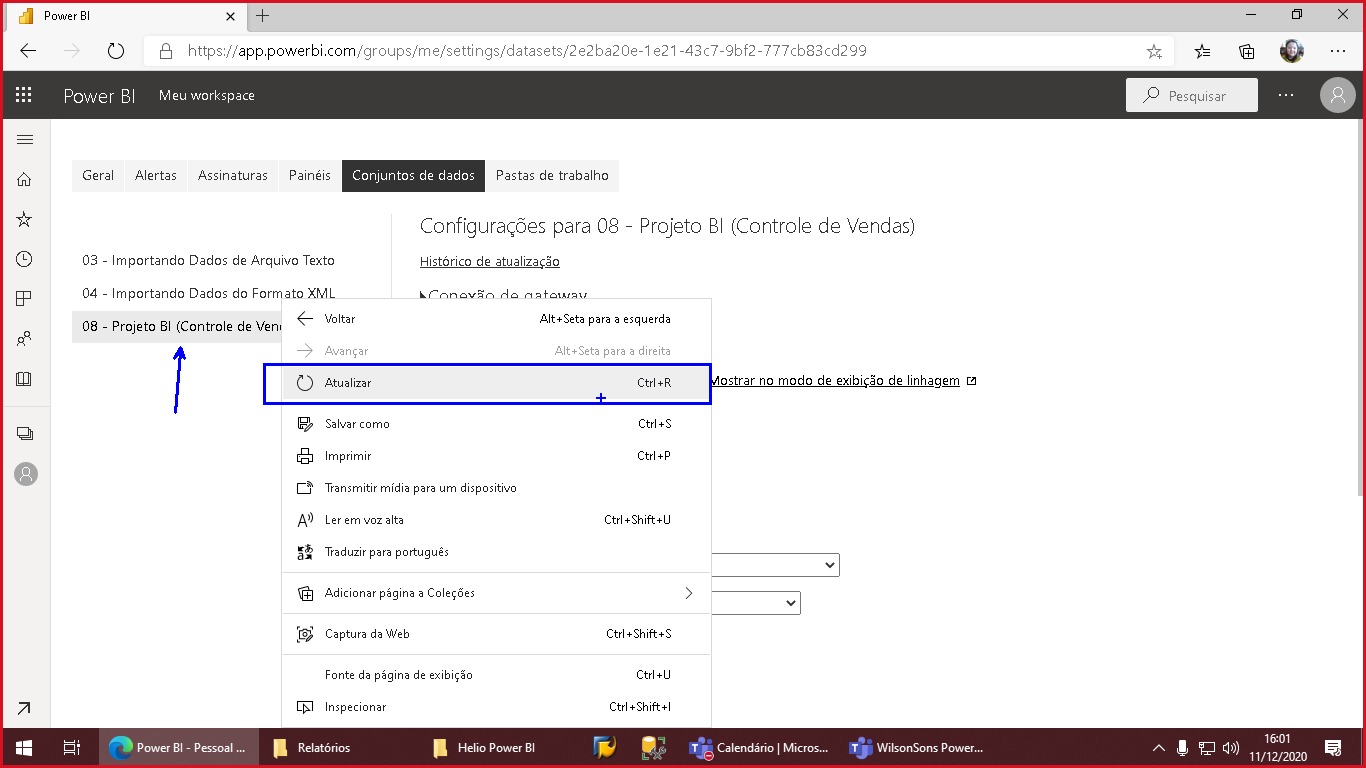 Power BI
https://app.powerbi.com/groups/me/settings/datasets/2e2ba20e-1e21-43c7-9bf2-777cb83cd299
Power BI Meu workspace Pesquisar
Geral Alertas Assinaturas Painéis Conjuntos de dados Pastas de trabalho
Configurações para 08 - Projeto BI (Controle de Vendas)
Histórico de atualização
03 - Importando Dados de Arquivo Texto
04 - Importando Dados do Formato XML
Conexão de gateway
08 - Projeto BI (Controle de Ven
Voltar Alt+Seta para a esquerda
Avançar Alt+Seta para a direita
Atualizar Ctrl+R
Mostrar no modo de exibição de linhagem
Salvar como Ctrl+S
Imprimir Ctrl+P
Transmitir mídia para um dispositivo
Ler em voz alta Ctrl+Shift+U
Traduzir para português
Adicionar página a Coleções
Captura da Web Ctrl+Shift+S
Fonte da página de exibição Ctrl+U
Inspecionar Ctrl+Shift+I
Power BI - Pessoal ... Relatórios Helio Power BI Calendário | Micros... WilsonSons Power...
16:01
11/12/2020